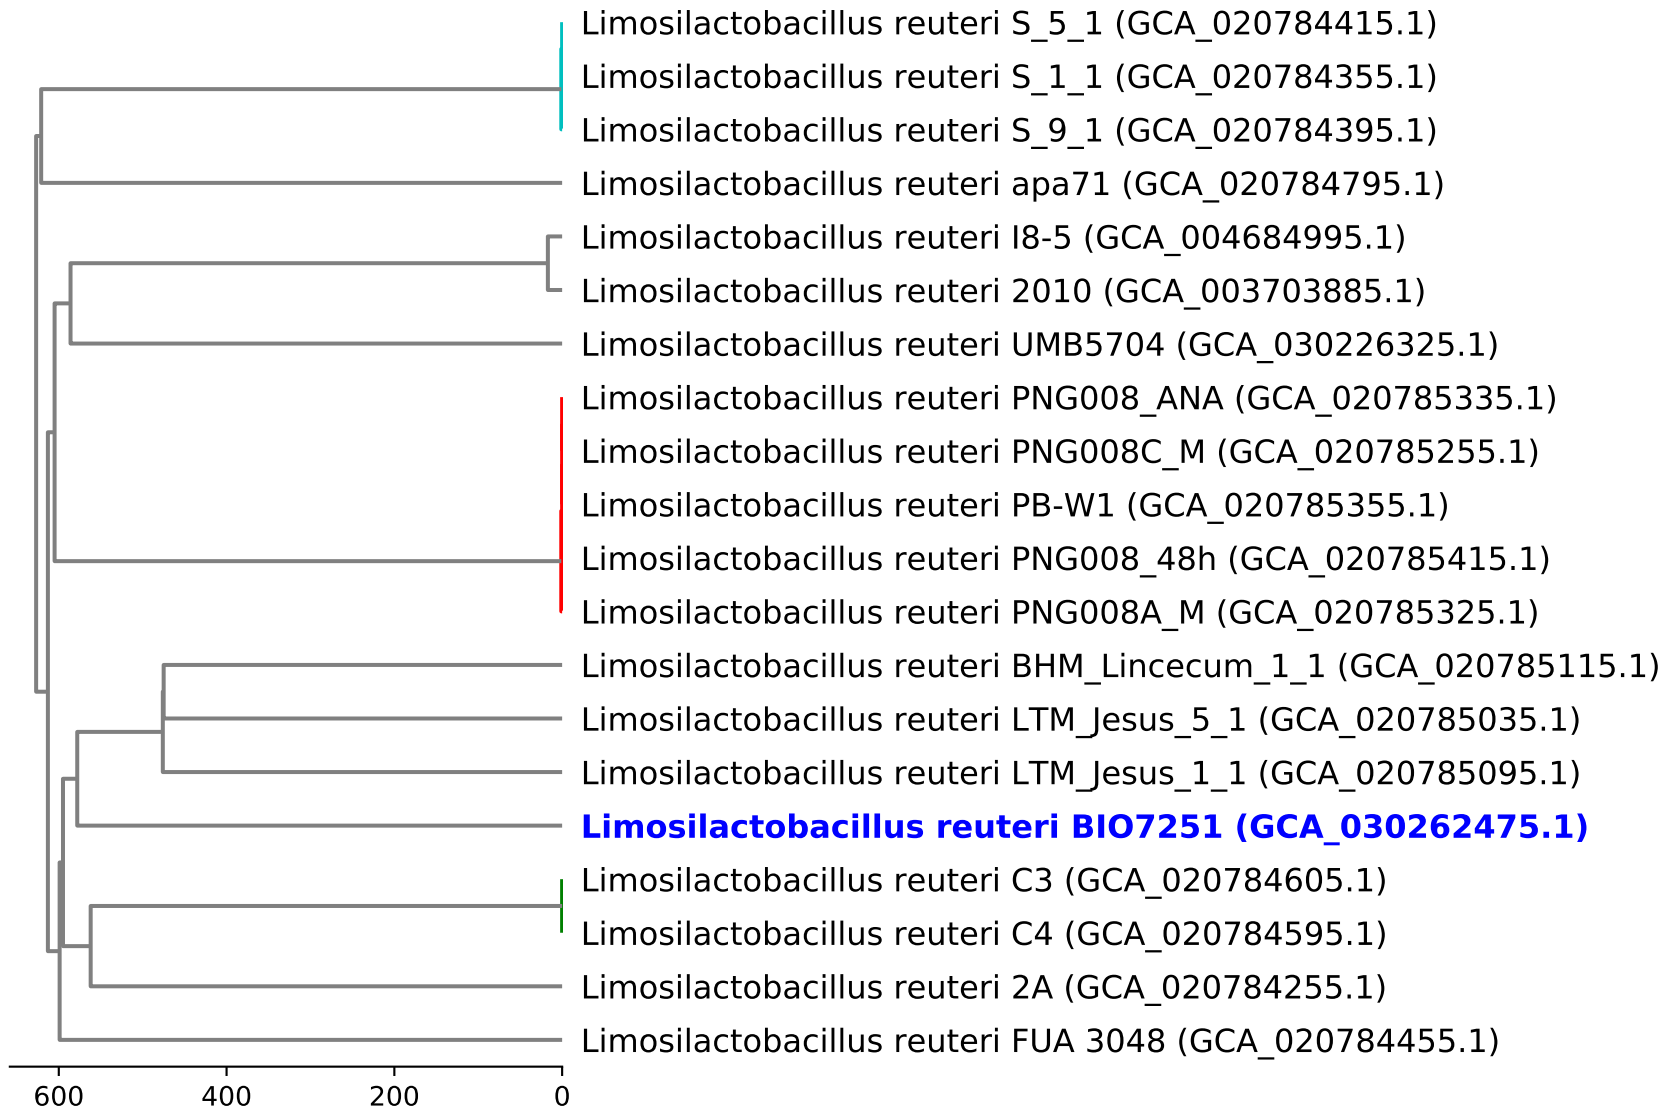 Limosilactobacillus reuteri S_5_1 (GCA_020784415.1)
Limosilactobacillus reuteri S_1_1 (GCA_020784355.1)
Limosilactobacillus reuteri S_9_1 (GCA_020784395.1)
Limosilactobacillus reuteri apa71 (GCA_020784795.1)
Limosilactobacillus reuteri I8-5 (GCA_004684995.1)
Limosilactobacillus reuteri 2010 (GCA_003703885.1)
Limosilactobacillus reuteri UMB5704 (GCA_030226325.1)
Limosilactobacillus reuteri PNG008_ANA (GCA_020785335.1)
Limosilactobacillus reuteri PNG008C_M (GCA_020785255.1)
Limosilactobacillus reuteri PB-W1 (GCA_020785355.1)
Limosilactobacillus reuteri PNG008_48h (GCA_020785415.1)
Limosilactobacillus reuteri PNG008A_M (GCA_020785325.1)
Limosilactobacillus reuteri BHM_Lincecum_1_1 (GCA_020785115.1)
Limosilactobacillus reuteri LTM_Jesus_5_1 (GCA_020785035.1)
Limosilactobacillus reuteri LTM_Jesus_1_1 (GCA_020785095.1)
Limosilactobacillus reuteri BIO7251 (GCA_030262475.1)
Limosilactobacillus reuteri C3 (GCA_020784605.1)
Limosilactobacillus reuteri C4 (GCA_020784595.1)
Limosilactobacillus reuteri 2A (GCA_020784255.1)
Limosilactobacillus reuteri FUA 3048 (GCA_020784455.1)
600 400 200 0